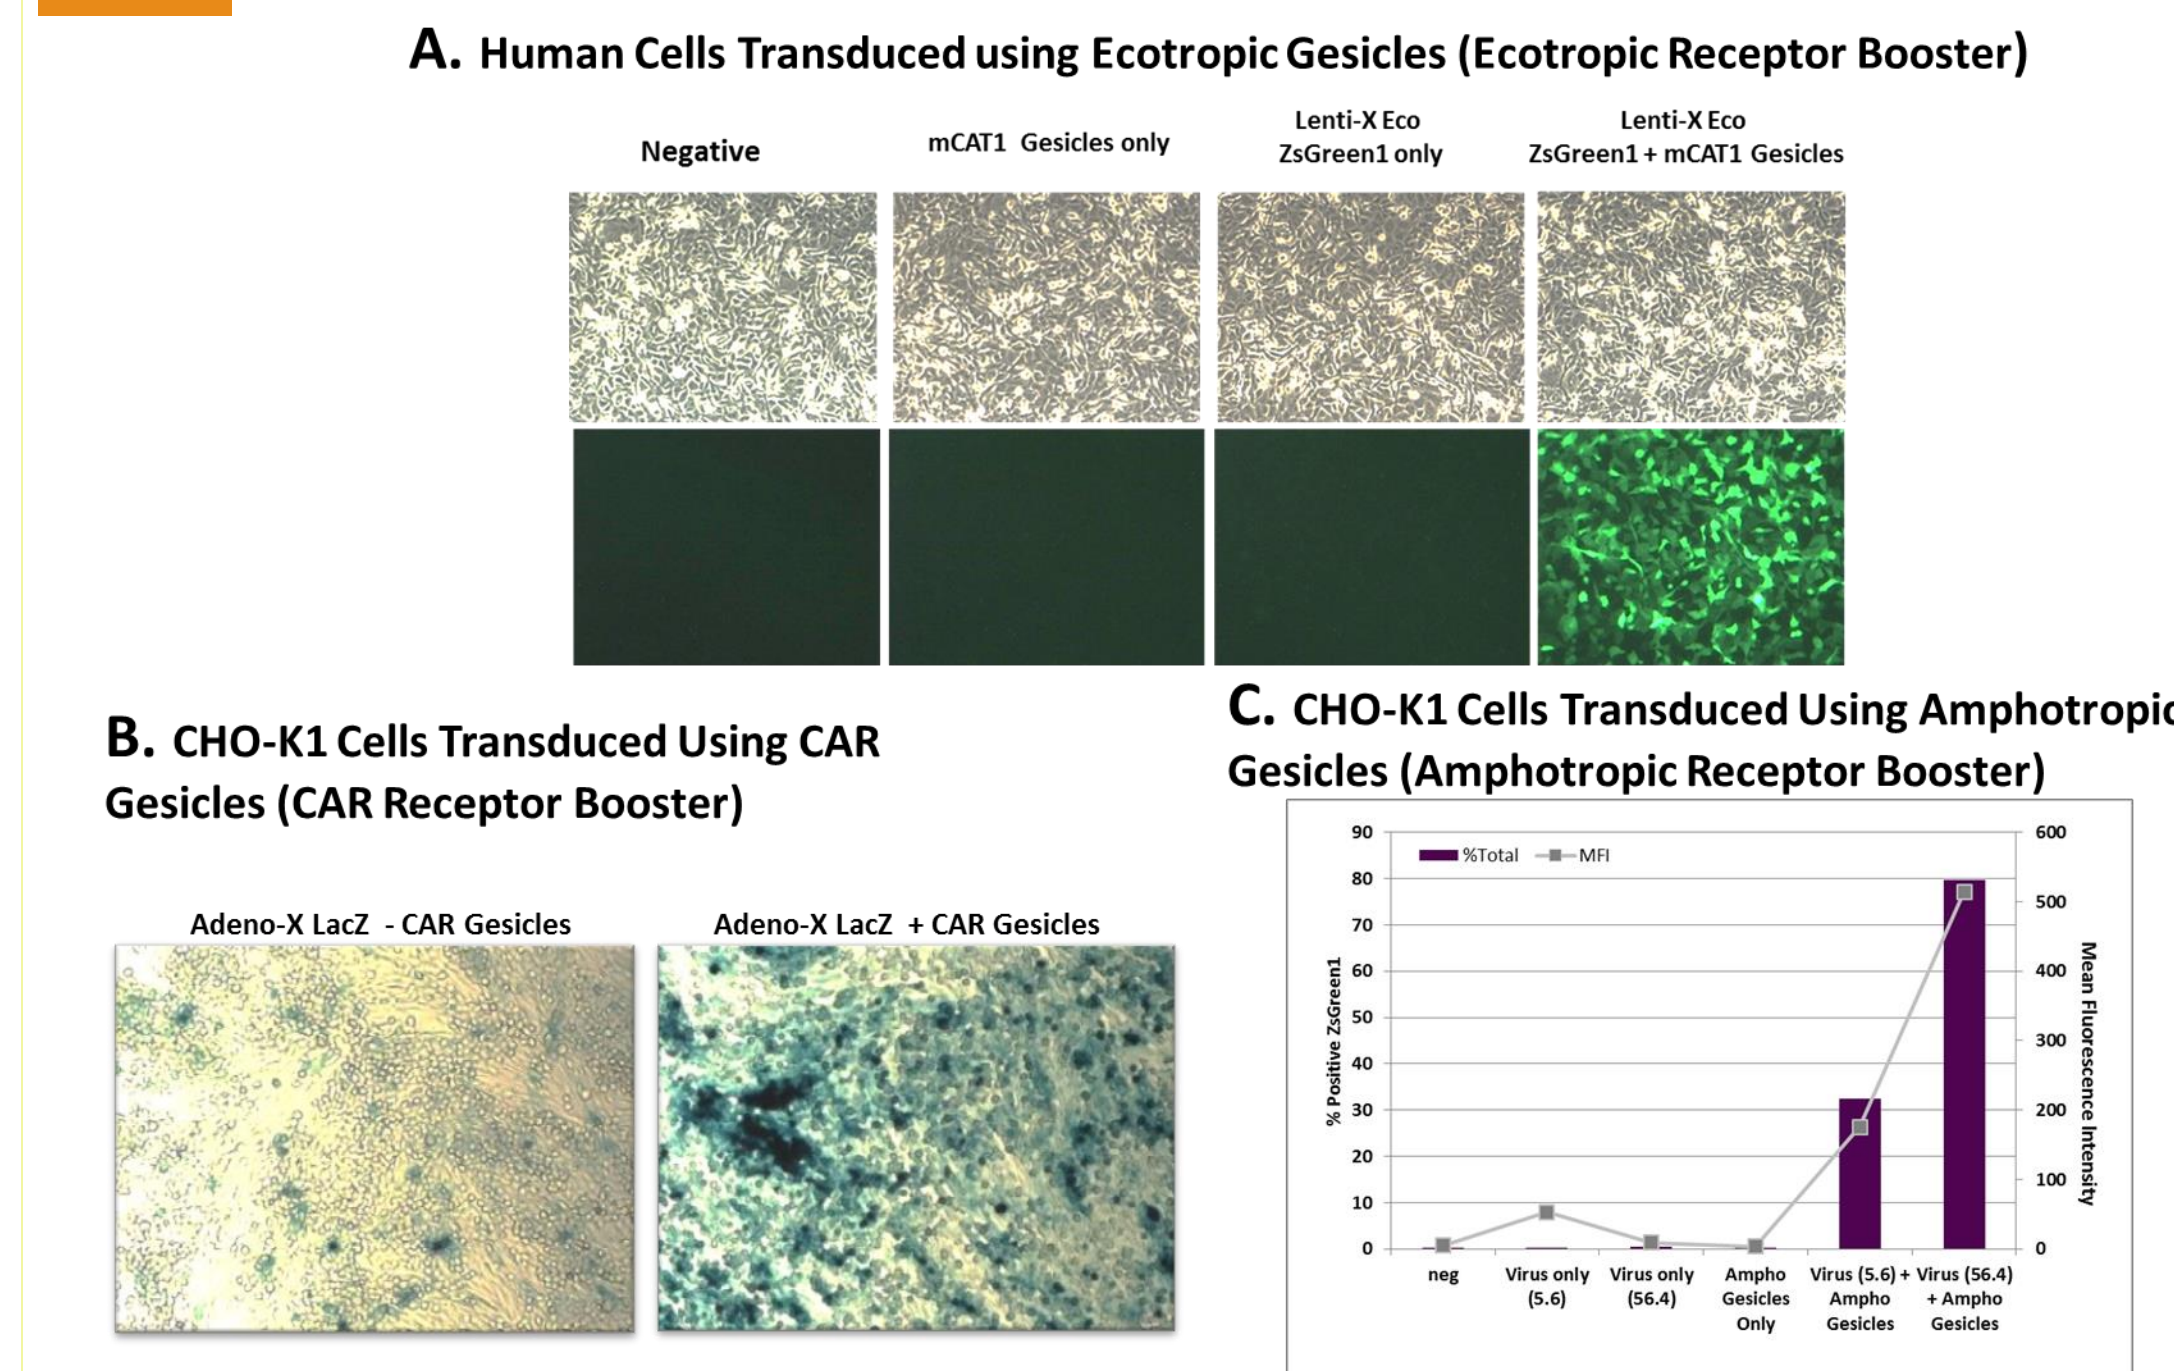 A. Human Cells Transduced using Ecotropic Gesicles (Ecotropic Receptor Booster)
Negative
mCAT1 Gesicles only
Lenti-X Eco
ZsGreen1 only
Lenti-X Eco
ZsGreen1 + mCAT1 Gesicles
B. CHO-K1 Cells Transduced Using CAR
Gesicles (CAR Receptor Booster)
Adeno-X LacZ - CAR Gesicles
Adeno-X LacZ + CAR Gesicles
C. CHO-K1 Cells Transduced Using Amphotropic
Gesicles (Amphotropic Receptor Booster)
%Total
MFI
% Positive ZsGreen1
90
80
70
60
50
40
30
20
10
0
600
500
400
300
200
100
0
Mean Fluorescence Intensity
neg
Virus only
(5.6)
Virus only
(56.4)
Ampho
Gesicles
Only
Virus (5.6) +
Ampho
Gesicles
Virus (56.4)
+ Ampho
Gesicles